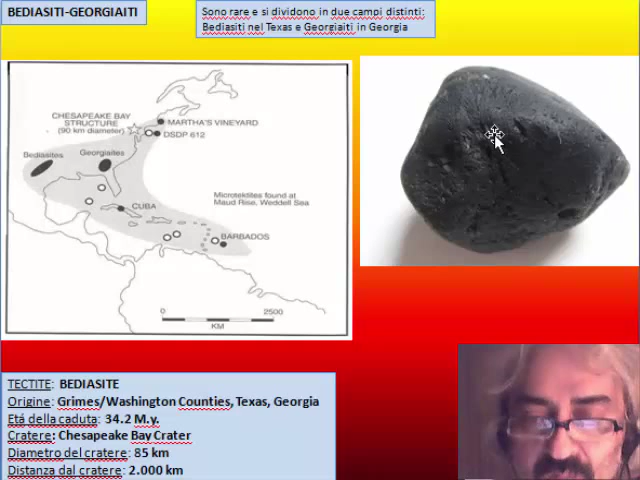 BEDIASITI-GEORGIAITI
Sono rare e si dividono in due campi distinti:
Bediasiti nel Texas e Georgiaiti in Georgia
CHESAPEAKE BAY
STRUCTURE
(90 km diameter)
MARTHA'S VINEYARD
DSDP 612
Bediasites
Georgiaites
Microtektites found at
Maud Rise, Weddell Sea
CUBA
BARBADOS
0
2500
KM
TECTITE: BEDIASITE
Origine: Grimes/Washington Counties, Texas, Georgia
Etá della caduta: 34.2 M.y.
Cratere: Chesapeake Bay Crater
Diametro del cratere: 85 km
Distanza dal cratere: 2.000 km